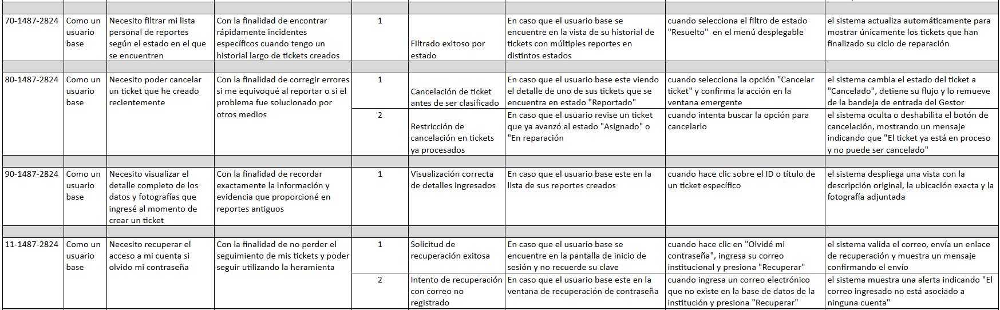 70-1487-2824
Como un
usuario
base
Necesito filtrar mi lista
personal de reportes
según el estado en el que
se encuentren
Con la finalidad de encontrar
rápidamente incidentes
específicos cuando tengo un
historial largo de tickets creados
1
Filtrado exitoso por
estado
En caso que el usuario base se
encuentre en la vista de su historial de
tickets con múltiples reportes en
distintos estados
cuando selecciona el filtro de estado
"Resuelto"  en el menú desplegable
el sistema actualiza automáticamente para
mostrar únicamente los tickets que han
finalizado su ciclo de reparación
80-1487-2824
Como un
usuario
base
Necesito poder cancelar
un ticket que he creado
recientemente
Con la finalidad de corregir errores
si me equivoqué al reportar o si el
problema fue solucionado por
otros medios
1
Cancelación de ticket
antes de ser clasificado
En caso que el usuario base este viendo
el detalle de uno de sus tickets que se
encuentra en estado "Reportado"
cuando selecciona la opción "Cancelar
ticket" y confirma la acción en la
ventana emergente
el sistema cambia el estado del ticket a
"Cancelado", detiene su flujo y lo remueve
de la bandeja de entrada del Gestor
2
Restricción de
cancelación en tickets
ya procesados
En caso que el usuario revise un ticket
que ya avanzó al estado "Asignado" o
"En reparación
cuando intenta buscar la opción para
cancelarlo
el sistema oculta o deshabilita el botón de
cancelación, mostrando un mensaje
indicando que "El ticket ya está en proceso
y no puede ser cancelado"
90-1487-2824
Como un
usuario
base
Necesito visualizar el
detalle completo de los
datos y fotografías que
ingresé al momento de
crear un ticket
Con la finalidad de recordar
exactamente la información y
evidencia que proporcioné en
reportes antiguos
1
Visualización correcta
de detalles ingresados
En caso que el usuario base este en la
lista de sus reportes creados
cuando hace clic sobre el ID o título de
un ticket específico
el sistema despliega una vista con la
descripción original, la ubicación exacta y la
fotografía adjuntada
11-1487-2824
Como un
usuario
base
Necesito recuperar el
acceso a mi cuenta si
olvido mi contraseña
Con la finalidad de no perder el
seguimiento de mis tickets y poder
seguir utilizando la heramienta
1
Solicitud de
recuperación exitosa
En caso que el usuario base se
encuentre en la pantalla de inicio de
sesión y no recuerde su clave
cuando hace clic en "Olvidé mi
contraseña", ingresa su correo
institucional y presiona "Recuperar"
el sistema valida el correo, envía un enlace
de recuperación y muestra un mensaje
confirmando el envío
2
Intento de recuperación
con correo no
registrado
En caso que el usuario base este en la
ventana de recuperación de contraseña
cuando ingresa un correo electrónico
que no existe en la base de datos de la
institución y presiona "Recuperar"
el sistema muestra una alerta indicando "El
correo ingresado no está asociado a
ninguna cuenta"